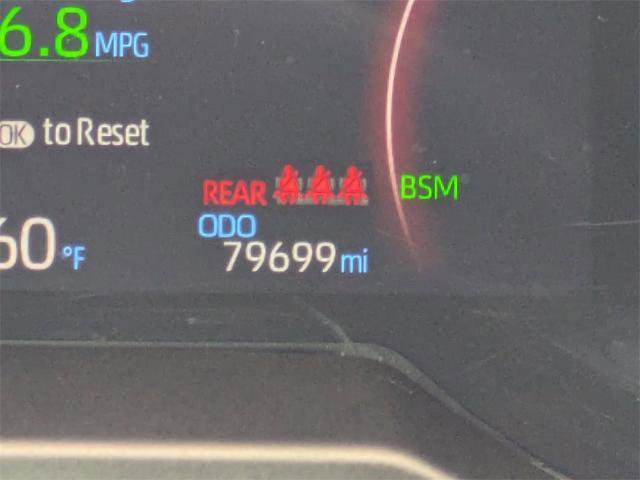 6.8 MPG
OK to Reset
REAR BSM
ODO
60 °F 79699 mi